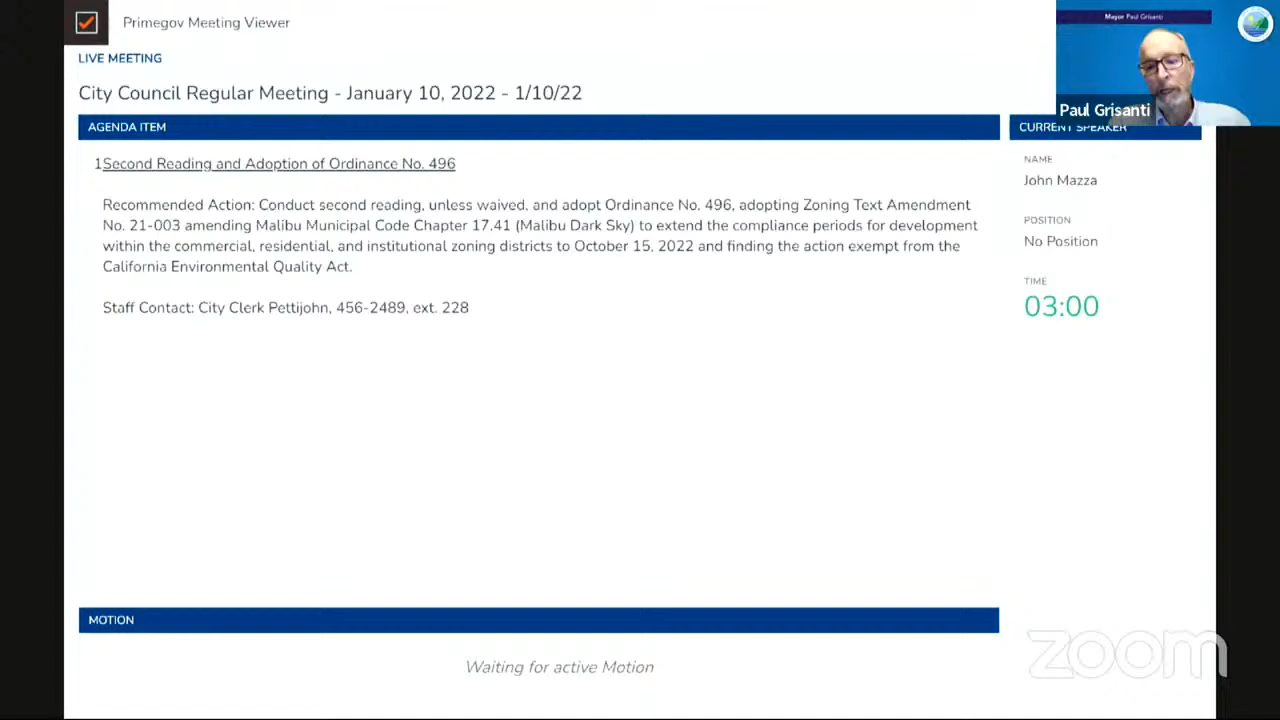 Primegov Meeting Viewer
Mayor Paul Grisanti
LIVE MEETING
City Council Regular Meeting - January 10, 2022 - 1/10/22
Paul Grisanti
AGENDA ITEM
CURRENT SPEAKER
1Second Reading and Adoption of Ordinance No. 496
Recommended Action: Conduct second reading, unless waived, and adopt Ordinance No. 496, adopting Zoning Text Amendment
No. 21-003 amending Malibu Municipal Code Chapter 17.41 (Malibu Dark Sky) to extend the compliance periods for development
within the commercial, residential, and institutional zoning districts to October 15, 2022 and finding the action exempt from the
California Environmental Quality Act.
Staff Contact: City Clerk Pettijohn, 456-2489, ext. 228
NAME
John Mazza
POSITION
No Position
TIME
03:00
MOTION
Waiting for active Motion
zoom